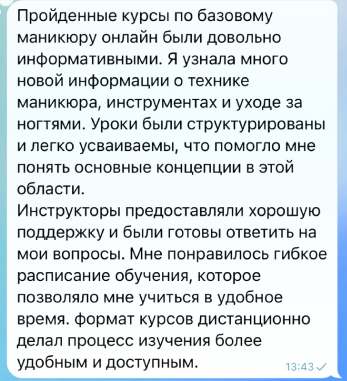 Пройденные курсы по базовому
маникюру онлайн были довольно
информативными. Я узнала много
новой информации о технике
маникюра, инструментах и уходе за
ногтями. Уроки были структурированы
и легко усваиваемы, что помогло мне
понять основные концепции в этой
области.
Инструкторы предоставляли хорошую
поддержку и были готовы ответить на
мои вопросы. Мне понравилось гибкое
расписание обучения, которое
позволяло мне учиться в удобное
время. формат курсов дистанционно
делал процесс изучения более
удобным и доступным.
13:43